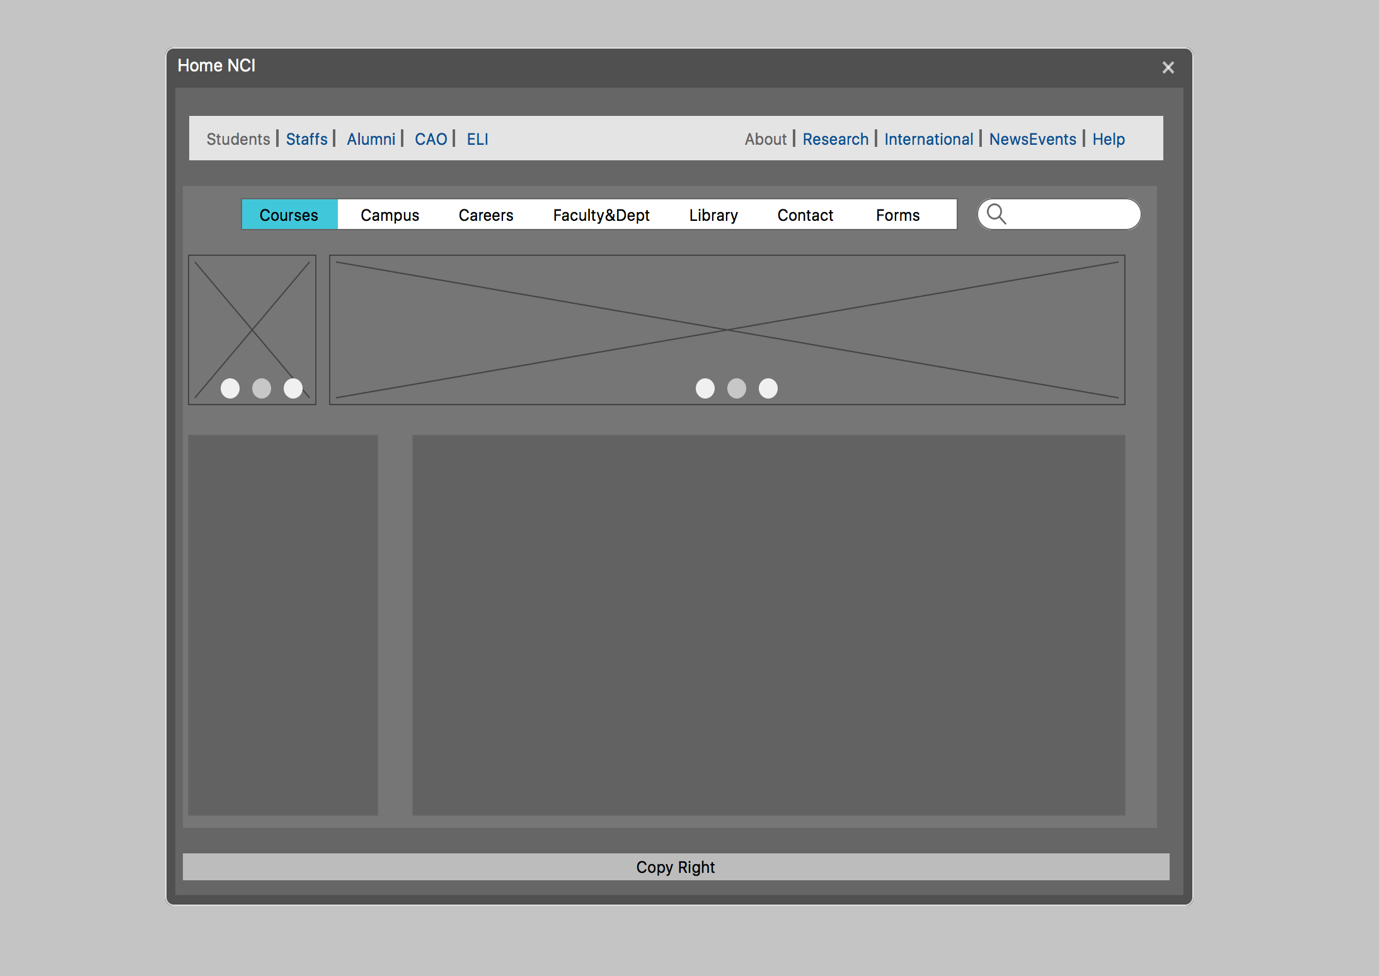 Home NCI
Students | Staffs | Alumni | CAO | ELI About | Research | International | NewsEvents | Help
Courses Campus Careers Faculty&Dept Library Contact Forms
Copy Right